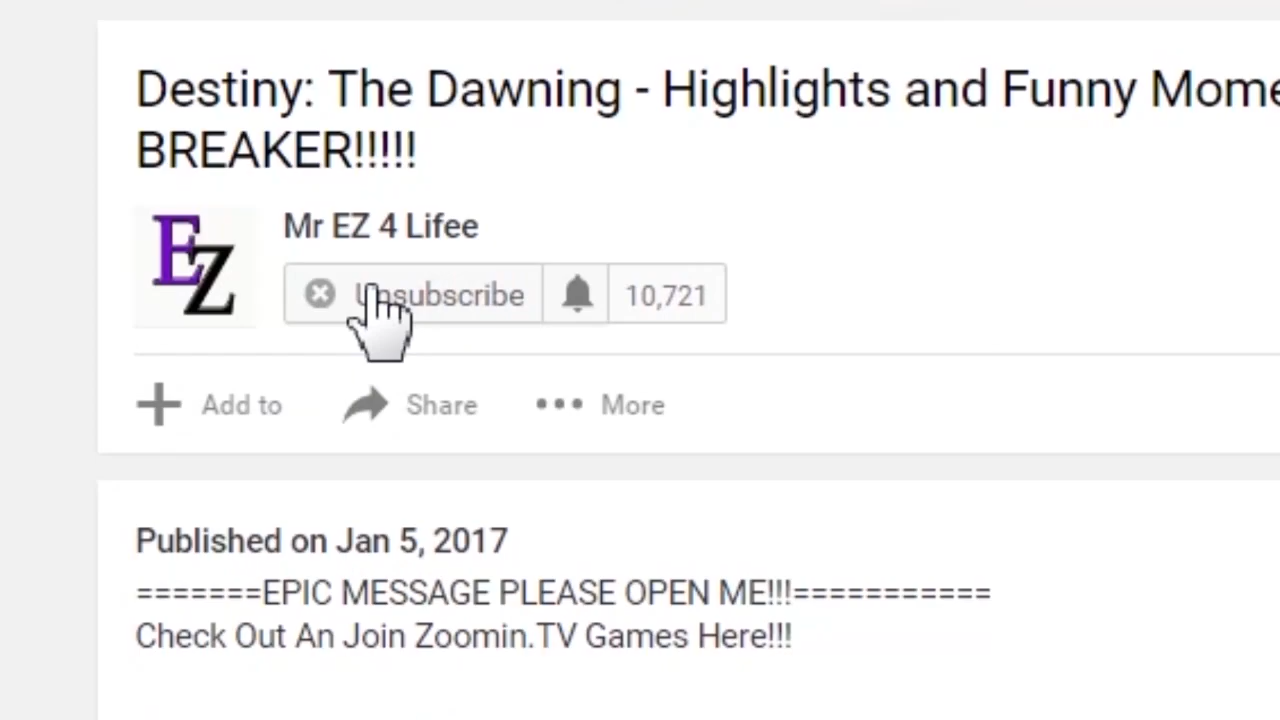 Destiny: The Dawning - Highlights and Funny Mome
BREAKER!!!!!
EZ
Mr EZ 4 Lifee
Unsubscribe 10,721
Add to Share More
Published on Jan 5, 2017
=======EPIC MESSAGE PLEASE OPEN ME!!!===========
Check Out An Join Zoomin.TV Games Here!!!